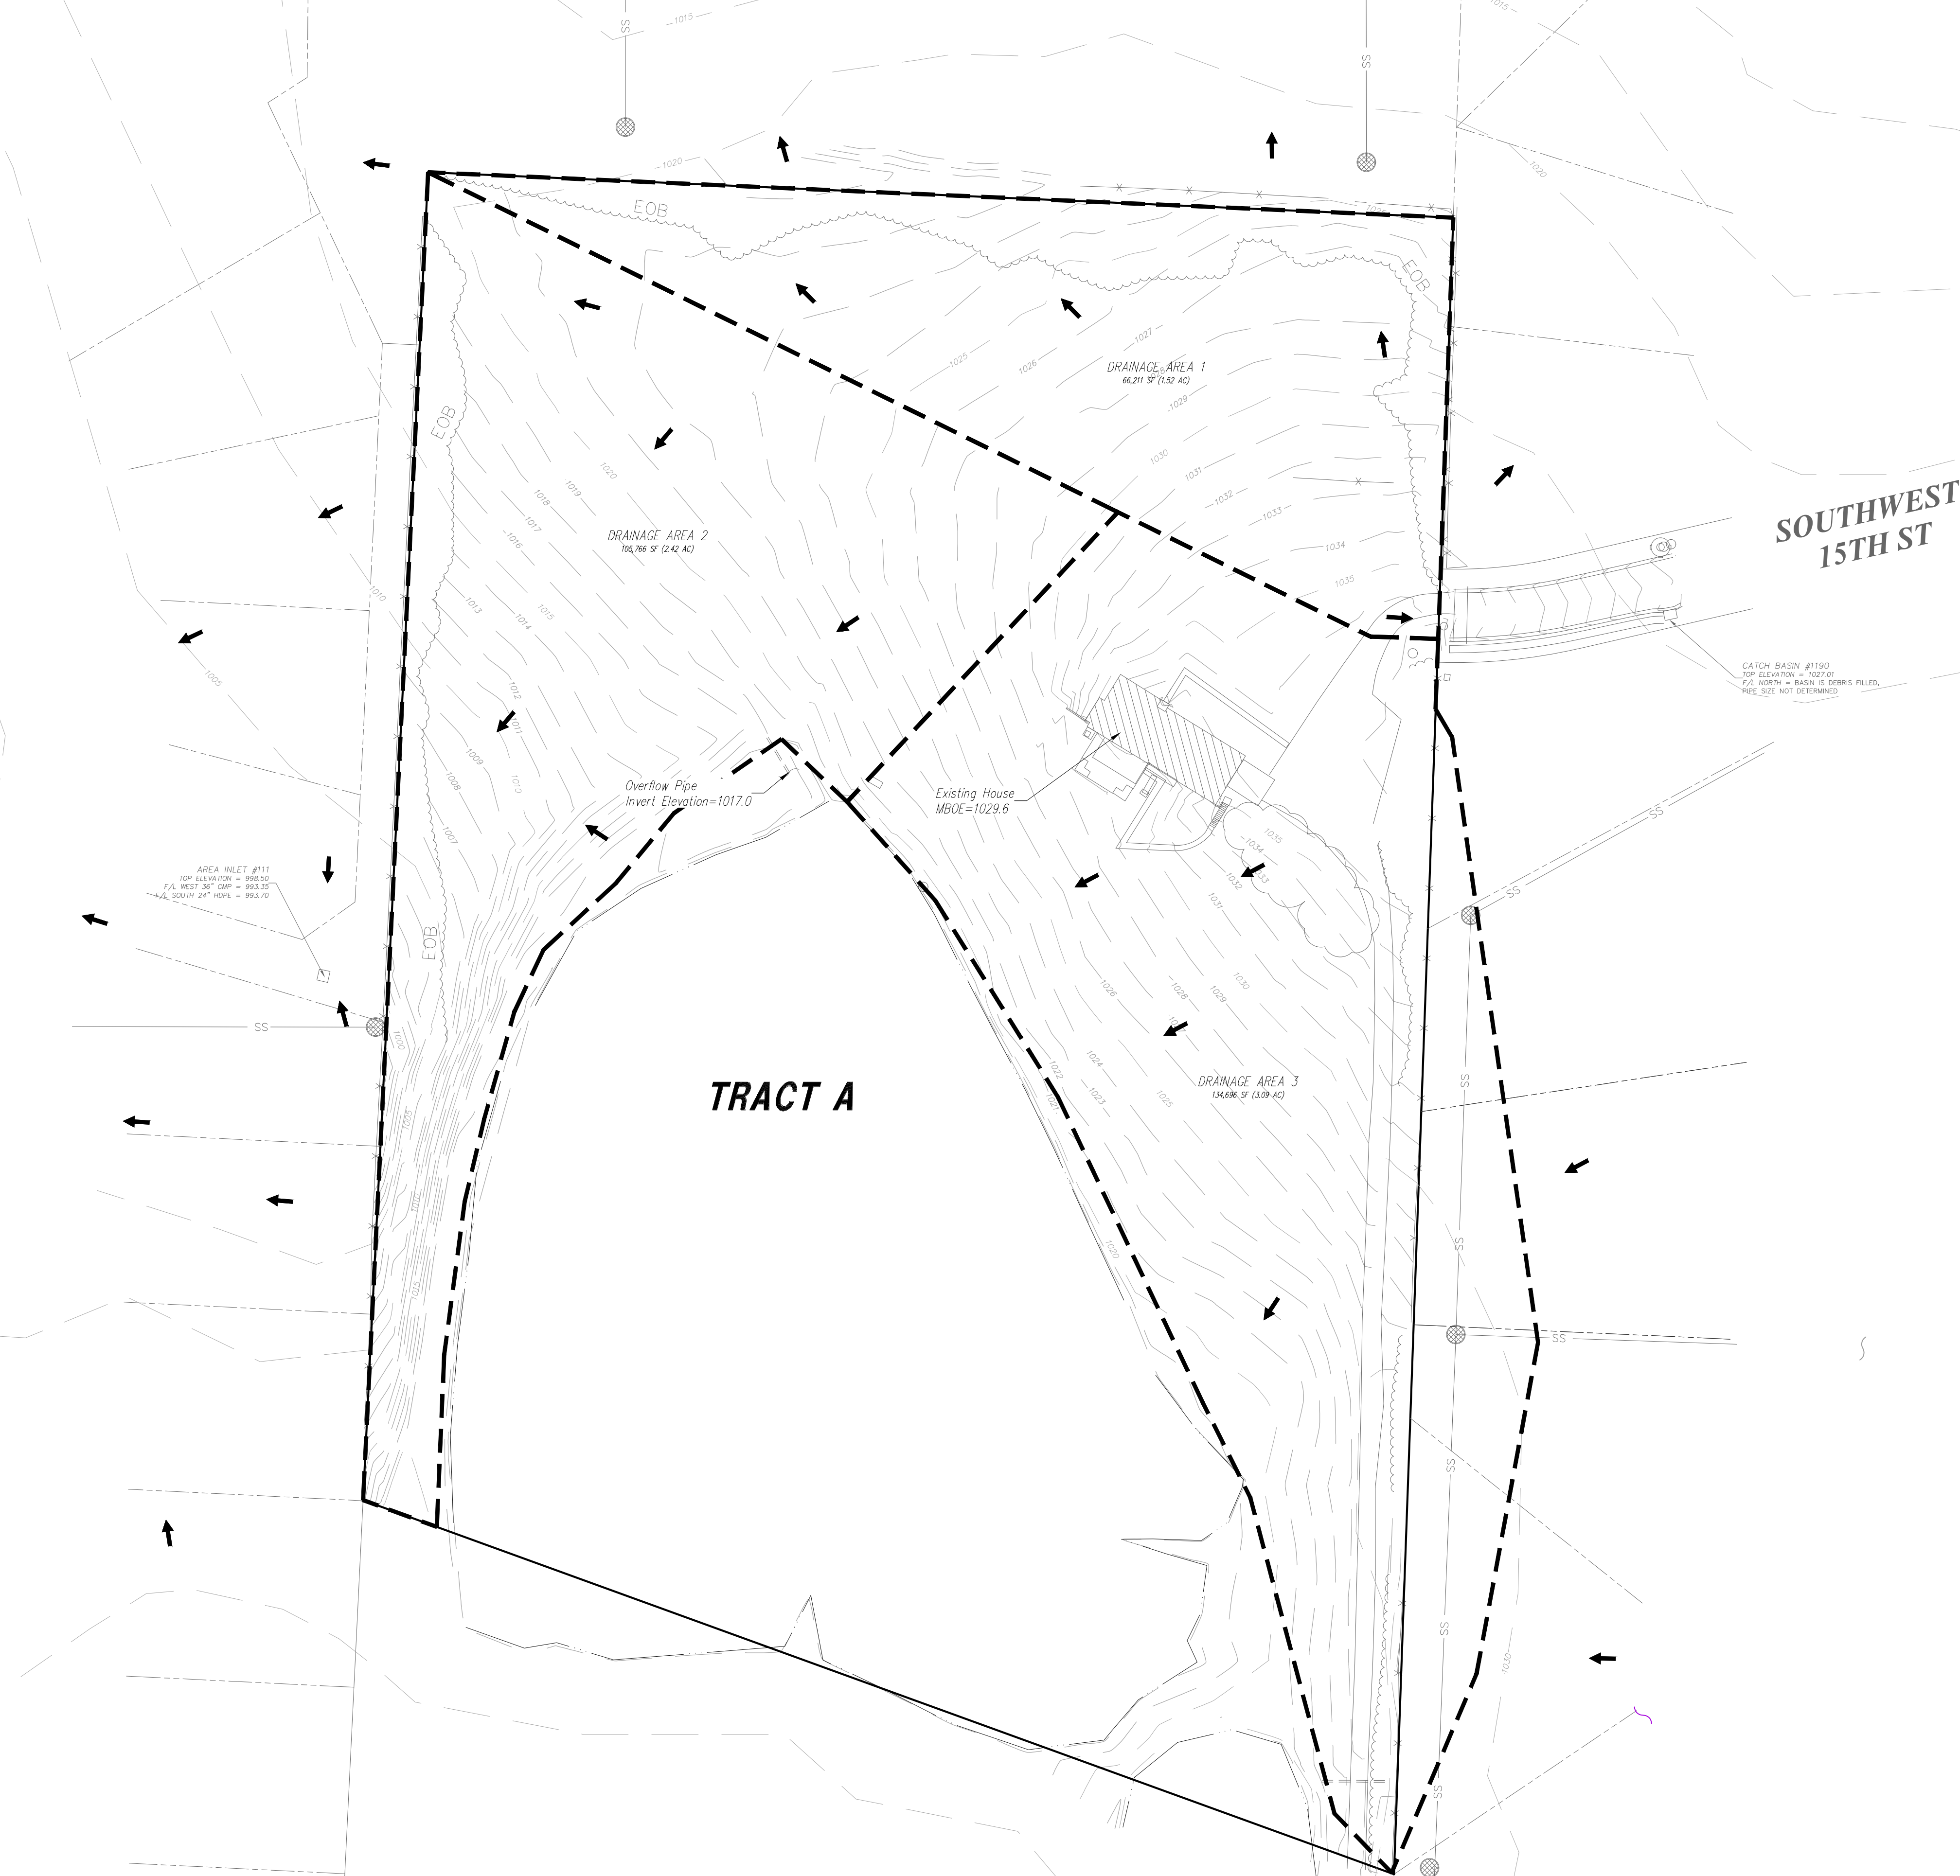 1015
SS
SS
1015
1020
1020
EOB
EOB
1027
1025
1026
DRAINAGE AREA 1
66,211 SF (1.52 AC)
1029
EOB
1030
1031
1032
1033
1034
1035
1020
1019
1018
1017
1016
SOUTHWEST
15TH ST
DRAINAGE AREA 2
105,766 SF (2.42 AC)
1010
1013
1015
1014
1005
CATCH BASIN #1190
TOP ELEVATION = 1027.01
F/L NORTH = BASIN IS DEBRIS FILLED,
PIPE SIZE NOT DETERMINED
1012
1011
1009
1008
1010
1007
Overflow Pipe
Invert Elevation=1017.0
Existing House
MBOE=1029.6
SS
1035
1034
1033
1032
1031
SS
AREA INLET #111
TOP ELEVATION = 998.50
F/L WEST 36" CMP = 993.35
F/L SOUTH 24" HDPE = 993.70
EOB
1030
1029
1028
1026
SS
1000
1024
1022
1023
1021
1025
TRACT A
DRAINAGE AREA 3
134,696 SF (3.09 AC)
SS
1005
1010
1020
SS
1015
SS
SS
SS
1030
SS